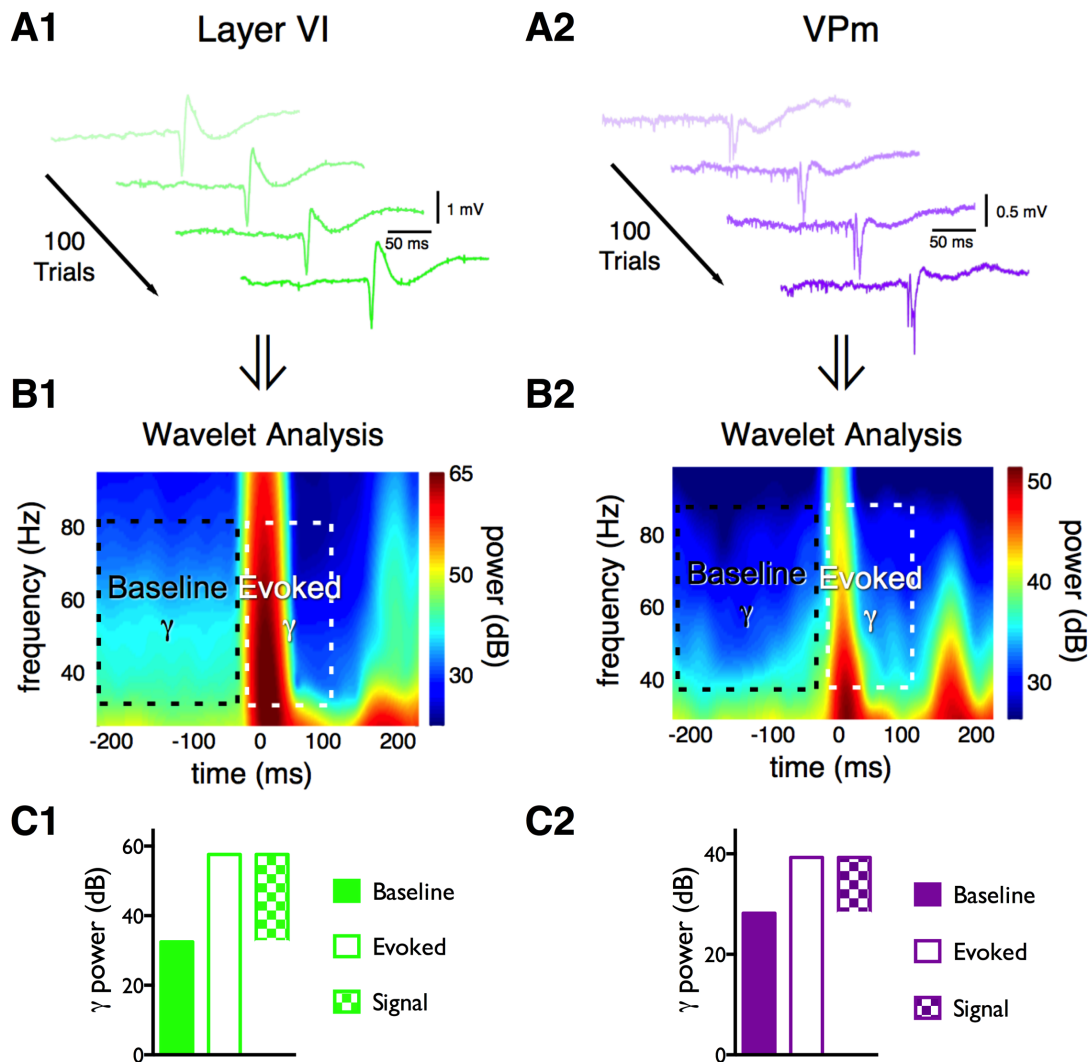 A1
Layer VI
100
Trials
1 mV
50 ms
A2
VPm
100
Trials
0.5 mV
50 ms
B1
Wavelet Analysis
frequency (Hz)
80
60
40
Baseline
γ
Evoked
γ
-200
-100
0
100
200
time (ms)
65
50
30
power (dB)
B2
Wavelet Analysis
frequency (Hz)
80
60
40
Baseline
γ
Evoked
γ
-200
-100
0
100
200
time (ms)
50
40
30
power (dB)
C1
γ power (dB)
60
40
20
0
Baseline
Evoked
Signal
C2
γ power (dB)
40
20
0
Baseline
Evoked
Signal